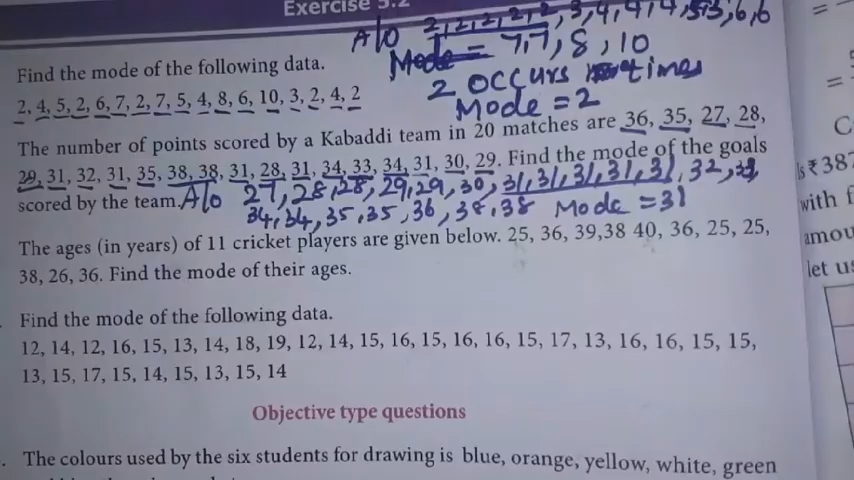 Exercise 5.2
A/o 2,2,2,2,2,3,4,4,4,5,5,6,6
Mode = 7,7,8,10
Find the mode of the following data.
2 occurs times
2, 4, 5, 2, 6, 7, 2, 7, 5, 4, 8, 6, 10, 3, 2, 4, 2
Mode = 2
The number of points scored by a Kabaddi team in 20 matches are 36, 35, 27, 28,
29, 31, 32, 31, 35, 38, 38, 31, 28, 31, 34, 33, 34, 31, 30, 29. Find the mode of the goals
scored by the team. A/o 27,28,28,29,29,30,31,31,31,31,31,32,33
34,34,35,35,36,38,38 Mode = 31
The ages (in years) of 11 cricket players are given below. 25, 36, 39,38 40, 36, 25, 25,
38, 26, 36. Find the mode of their ages.
Find the mode of the following data.
12, 14, 12, 16, 15, 13, 14, 18, 19, 12, 14, 15, 16, 15, 16, 16, 15, 17, 13, 16, 16, 15, 15,
13, 15, 17, 15, 14, 15, 13, 15, 14
Objective type questions
. The colours used by the six students for drawing is blue, orange, yellow, white, green
=
=
C
is ₹387
with f
amou
let us